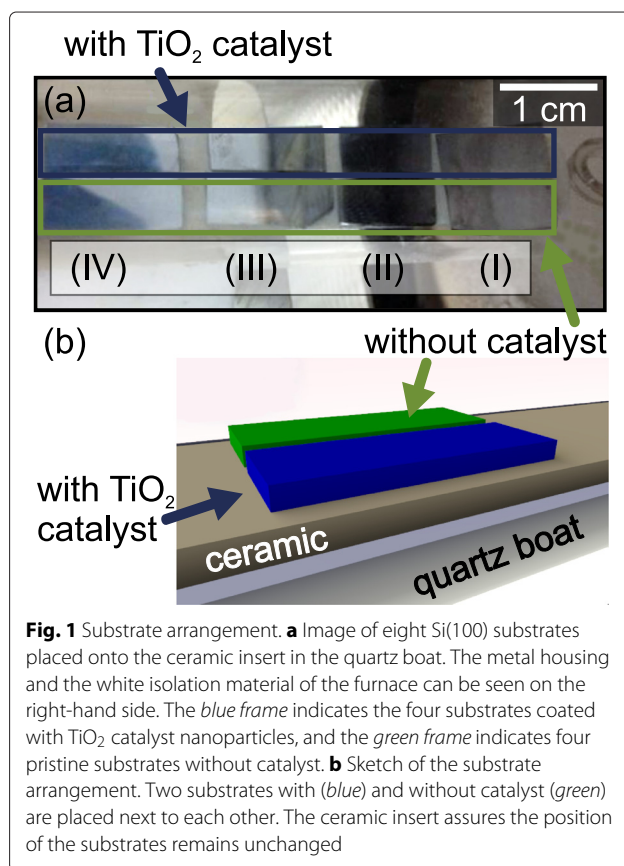 with TiO₂ catalyst
(a)
1 cm
(IV) (III) (II) (I)
(b)
without catalyst
with TiO₂
catalyst
ceramic
quartz boat
Fig. 1 Substrate arrangement. a Image of eight Si(100) substrates
placed onto the ceramic insert in the quartz boat. The metal housing
and the white isolation material of the furnace can be seen on the
right-hand side. The blue frame indicates the four substrates coated
with TiO₂ catalyst nanoparticles, and the green frame indicates four
pristine substrates without catalyst. b Sketch of the substrate
arrangement. Two substrates with (blue) and without catalyst (green)
are placed next to each other. The ceramic insert assures the position
of the substrates remains unchanged